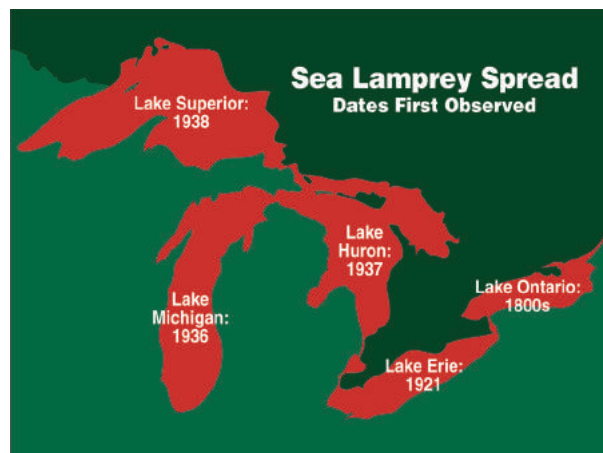 Sea Lamprey Spread
Dates First Observed
Lake Superior:
1938
Lake
Huron:
1937
Lake Ontario:
1800s
Lake
Michigan:
1936
Lake Erie:
1921